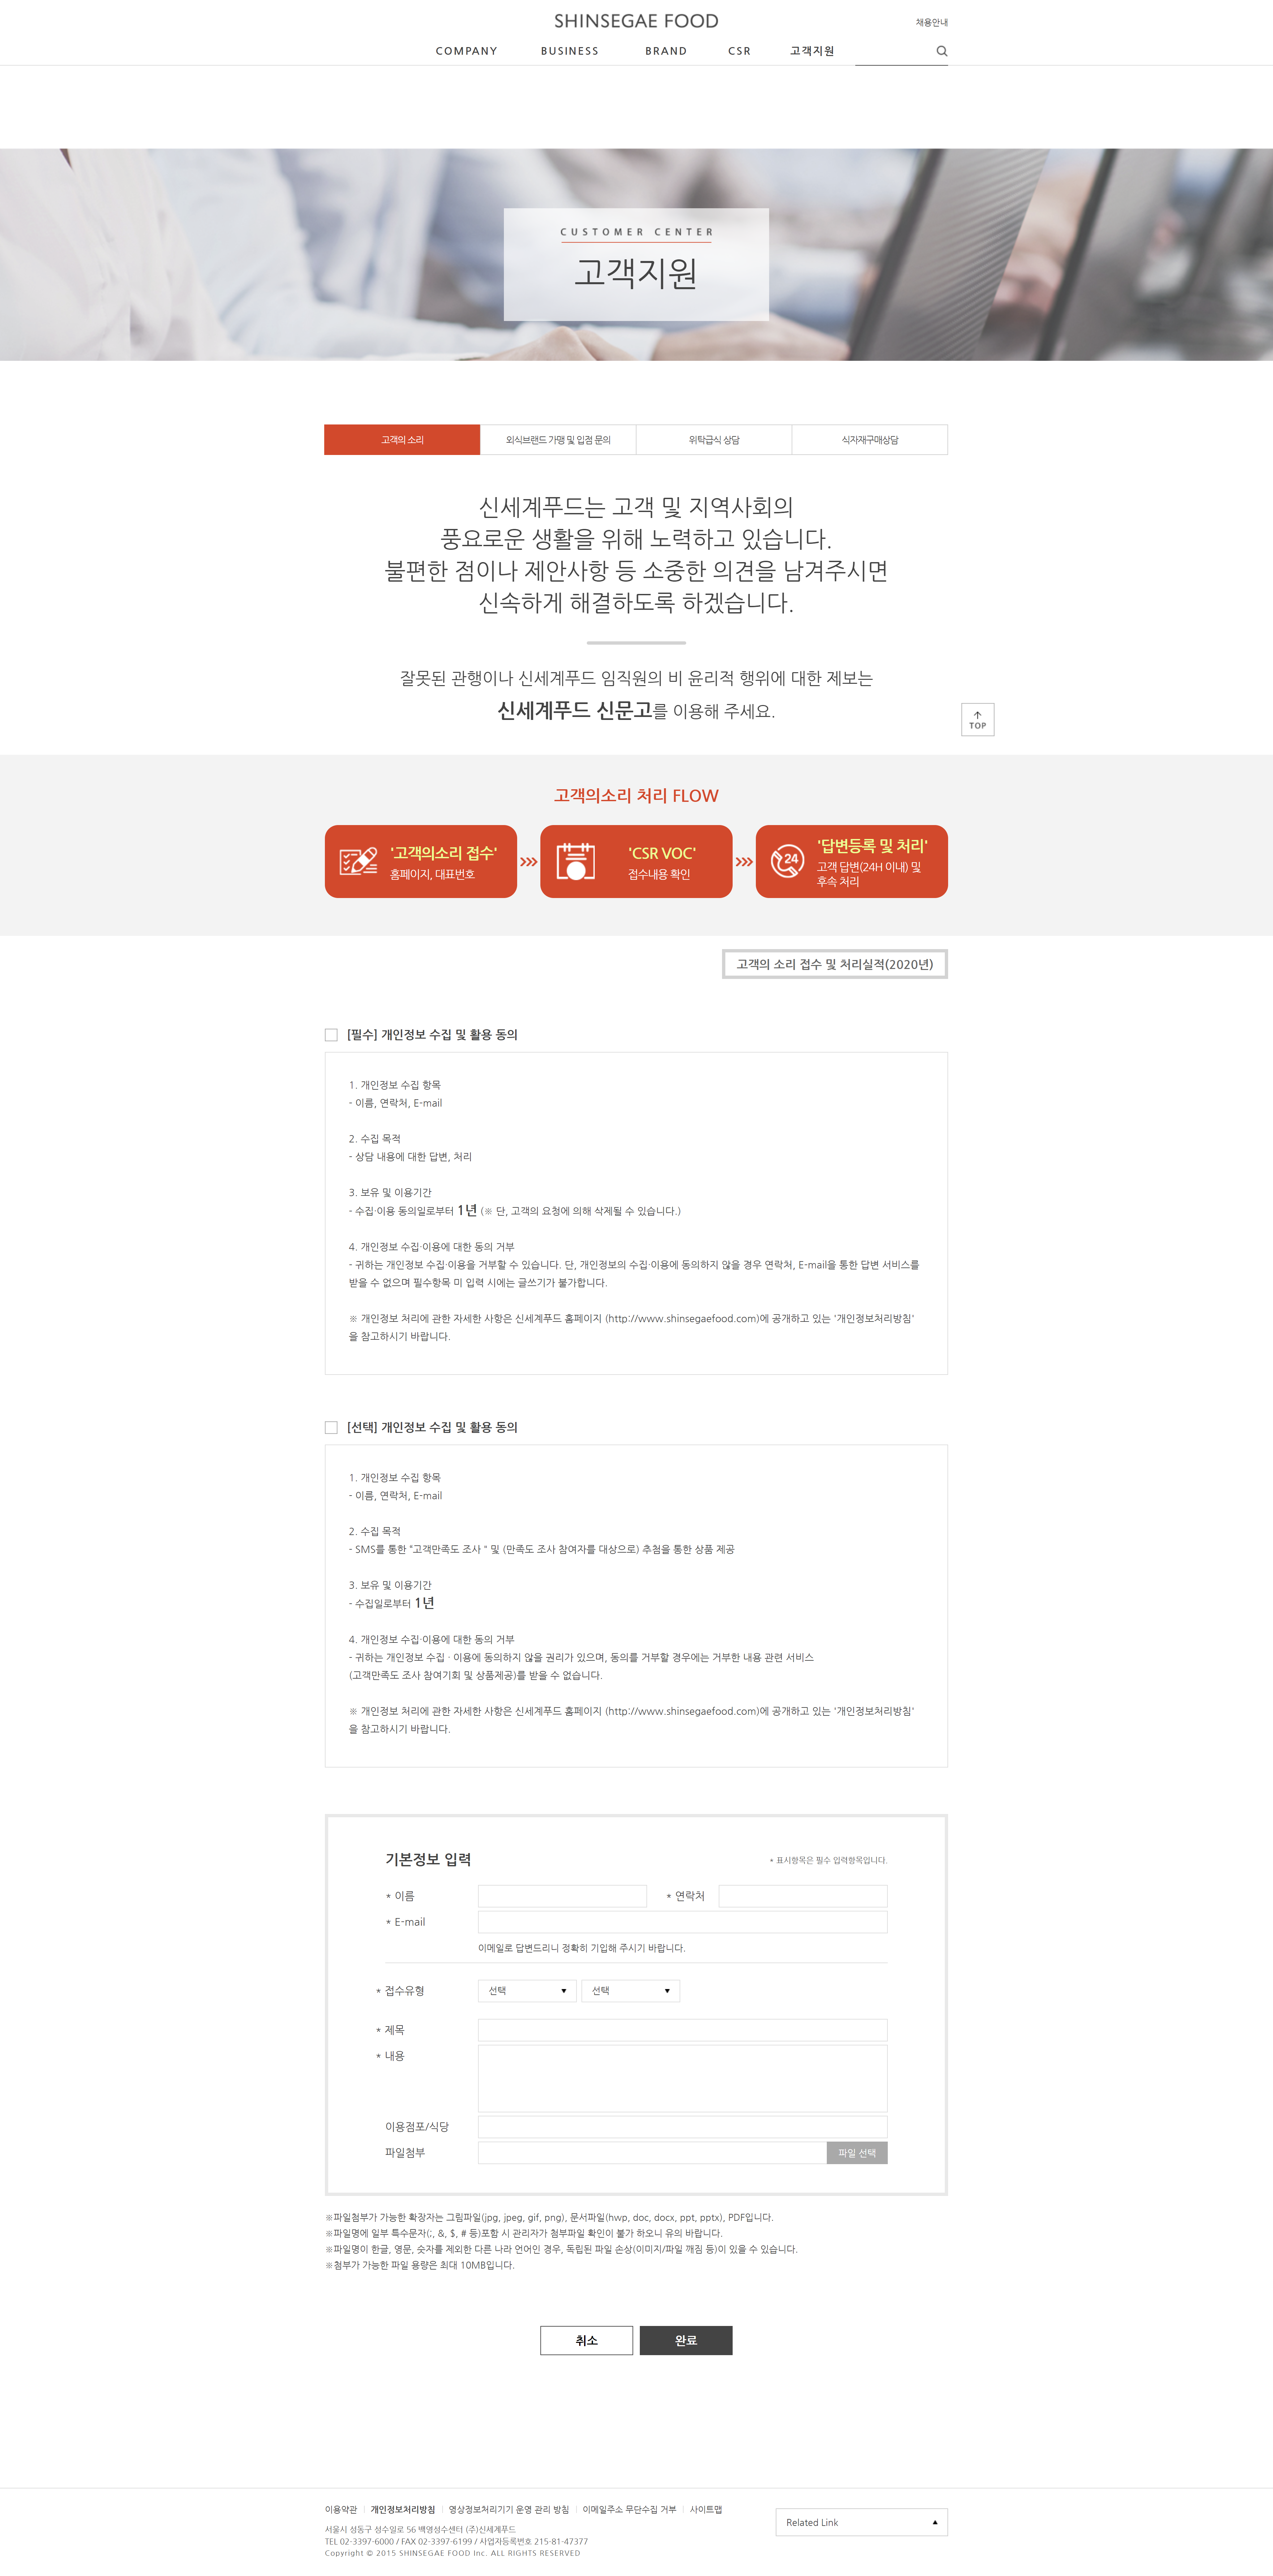 SHINSEGAE FOOD
채용안내
COMPANY BUSINESS BRAND CSR 고객지원
CUSTOMER CENTER
고객지원
고객의 소리 외식브랜드 가맹 및 입점 문의 위탁급식 상담 식자재구매상담
신세계푸드는 고객 및 지역사회의
풍요로운 생활을 위해 노력하고 있습니다.
불편한 점이나 제안사항 등 소중한 의견을 남겨주시면
신속하게 해결하도록 하겠습니다.
잘못된 관행이나 신세계푸드 임직원의 비 윤리적 행위에 대한 제보는
신세계푸드 신문고를 이용해 주세요.
TOP
고객의소리 처리 FLOW
'고객의소리 접수'
홈페이지, 대표번호
'CSR VOC'
접수내용 확인
24
'답변등록 및 처리'
고객 답변(24H 이내) 및
후속 처리
고객의 소리 접수 및 처리실적(2020년)
[필수] 개인정보 수집 및 활용 동의
1. 개인정보 수집 항목
- 이름, 연락처, E-mail
2. 수집 목적
- 상담 내용에 대한 답변, 처리
3. 보유 및 이용기간
- 수집·이용 동의일로부터 1년 (※ 단, 고객의 요청에 의해 삭제될 수 있습니다.)
4. 개인정보 수집·이용에 대한 동의 거부
- 귀하는 개인정보 수집·이용을 거부할 수 있습니다. 단, 개인정보의 수집·이용에 동의하지 않을 경우 연락처, E-mail을 통한 답변 서비스를
받을 수 없으며 필수항목 미 입력 시에는 글쓰기가 불가합니다.
※ 개인정보 처리에 관한 자세한 사항은 신세계푸드 홈페이지 (http://www.shinsegaefood.com)에 공개하고 있는 '개인정보처리방침'
을 참고하시기 바랍니다.
[선택] 개인정보 수집 및 활용 동의
1. 개인정보 수집 항목
- 이름, 연락처, E-mail
2. 수집 목적
- SMS를 통한 "고객만족도 조사 " 및 (만족도 조사 참여자를 대상으로) 추첨을 통한 상품 제공
3. 보유 및 이용기간
- 수집일로부터 1년
4. 개인정보 수집·이용에 대한 동의 거부
- 귀하는 개인정보 수집 · 이용에 동의하지 않을 권리가 있으며, 동의를 거부할 경우에는 거부한 내용 관련 서비스
(고객만족도 조사 참여기회 및 상품제공)를 받을 수 없습니다.
※ 개인정보 처리에 관한 자세한 사항은 신세계푸드 홈페이지 (http://www.shinsegaefood.com)에 공개하고 있는 '개인정보처리방침'
을 참고하시기 바랍니다.
기본정보 입력
* 표시항목은 필수 입력항목입니다.
* 이름 * 연락처
* E-mail
이메일로 답변드리니 정확히 기입해 주시기 바랍니다.
* 접수유형 선택 ▼ 선택 ▼
* 제목
* 내용
이용점포/식당
파일첨부 파일 선택
※파일첨부가 가능한 확장자는 그림파일(jpg, jpeg, gif, png), 문서파일(hwp, doc, docx, ppt, pptx), PDF입니다.
※파일명에 일부 특수문자(;, &, $, # 등)포함 시 관리자가 첨부파일 확인이 불가 하오니 유의 바랍니다.
※파일명이 한글, 영문, 숫자를 제외한 다른 나라 언어인 경우, 독립된 파일 손상(이미지/파일 깨짐 등)이 있을 수 있습니다.
※첨부가 가능한 파일 용량은 최대 10MB입니다.
취소 완료
이용약관 개인정보처리방침 영상정보처리기기 운영 관리 방침 이메일주소 무단수집 거부 사이트맵
Related Link ▲
서울시 성동구 성수일로 56 백영성수센터 (주)신세계푸드
TEL 02-3397-6000 / FAX 02-3397-6199 / 사업자등록번호 215-81-47377
Copyright © 2015 SHINSEGAE FOOD Inc. ALL RIGHTS RESERVED